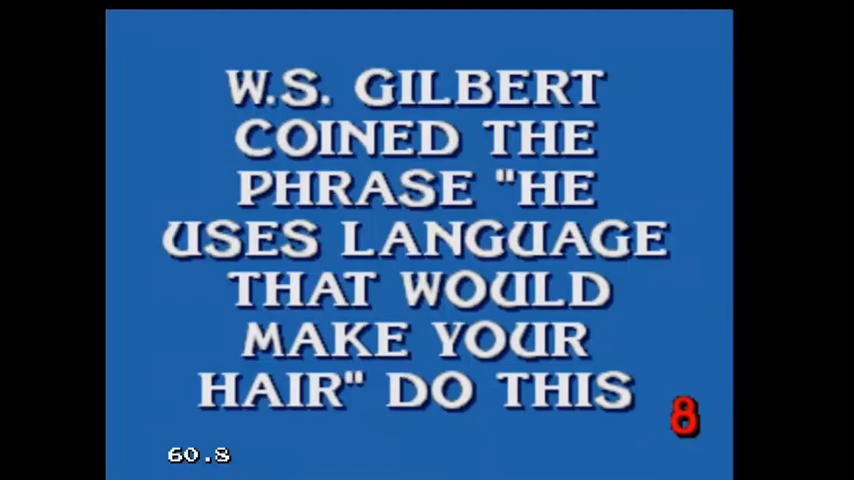 W.S. GILBERT
COINED THE
PHRASE "HE
USES LANGUAGE
THAT WOULD
MAKE YOUR
HAIR" DO THIS
8
60.8